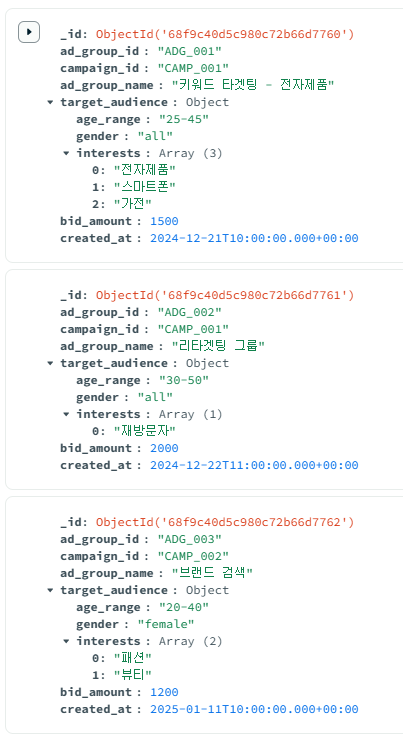 _id: ObjectId('68f9c40d5c980c72b66d7760')
ad_group_id : "ADG_001"
campaign_id : "CAMP_001"
ad_group_name : "키워드 타겟팅 - 전자제품"
target_audience : Object
age_range : "25-45"
gender : "all"
interests : Array (3)
0: "전자제품"
1: "스마트폰"
2: "가전"
bid_amount : 1500
created_at : 2024-12-21T10:00:00.000+00:00
_id: ObjectId('68f9c40d5c980c72b66d7761')
ad_group_id : "ADG_002"
campaign_id : "CAMP_001"
ad_group_name : "리타겟팅 그룹"
target_audience : Object
age_range : "30-50"
gender : "all"
interests : Array (1)
0: "재방문자"
bid_amount : 2000
created_at : 2024-12-22T11:00:00.000+00:00
_id: ObjectId('68f9c40d5c980c72b66d7762')
ad_group_id : "ADG_003"
campaign_id : "CAMP_002"
ad_group_name : "브랜드 검색"
target_audience : Object
age_range : "20-40"
gender : "female"
interests : Array (2)
0: "패션"
1: "뷰티"
bid_amount : 1200
created_at : 2025-01-11T10:00:00.000+00:00